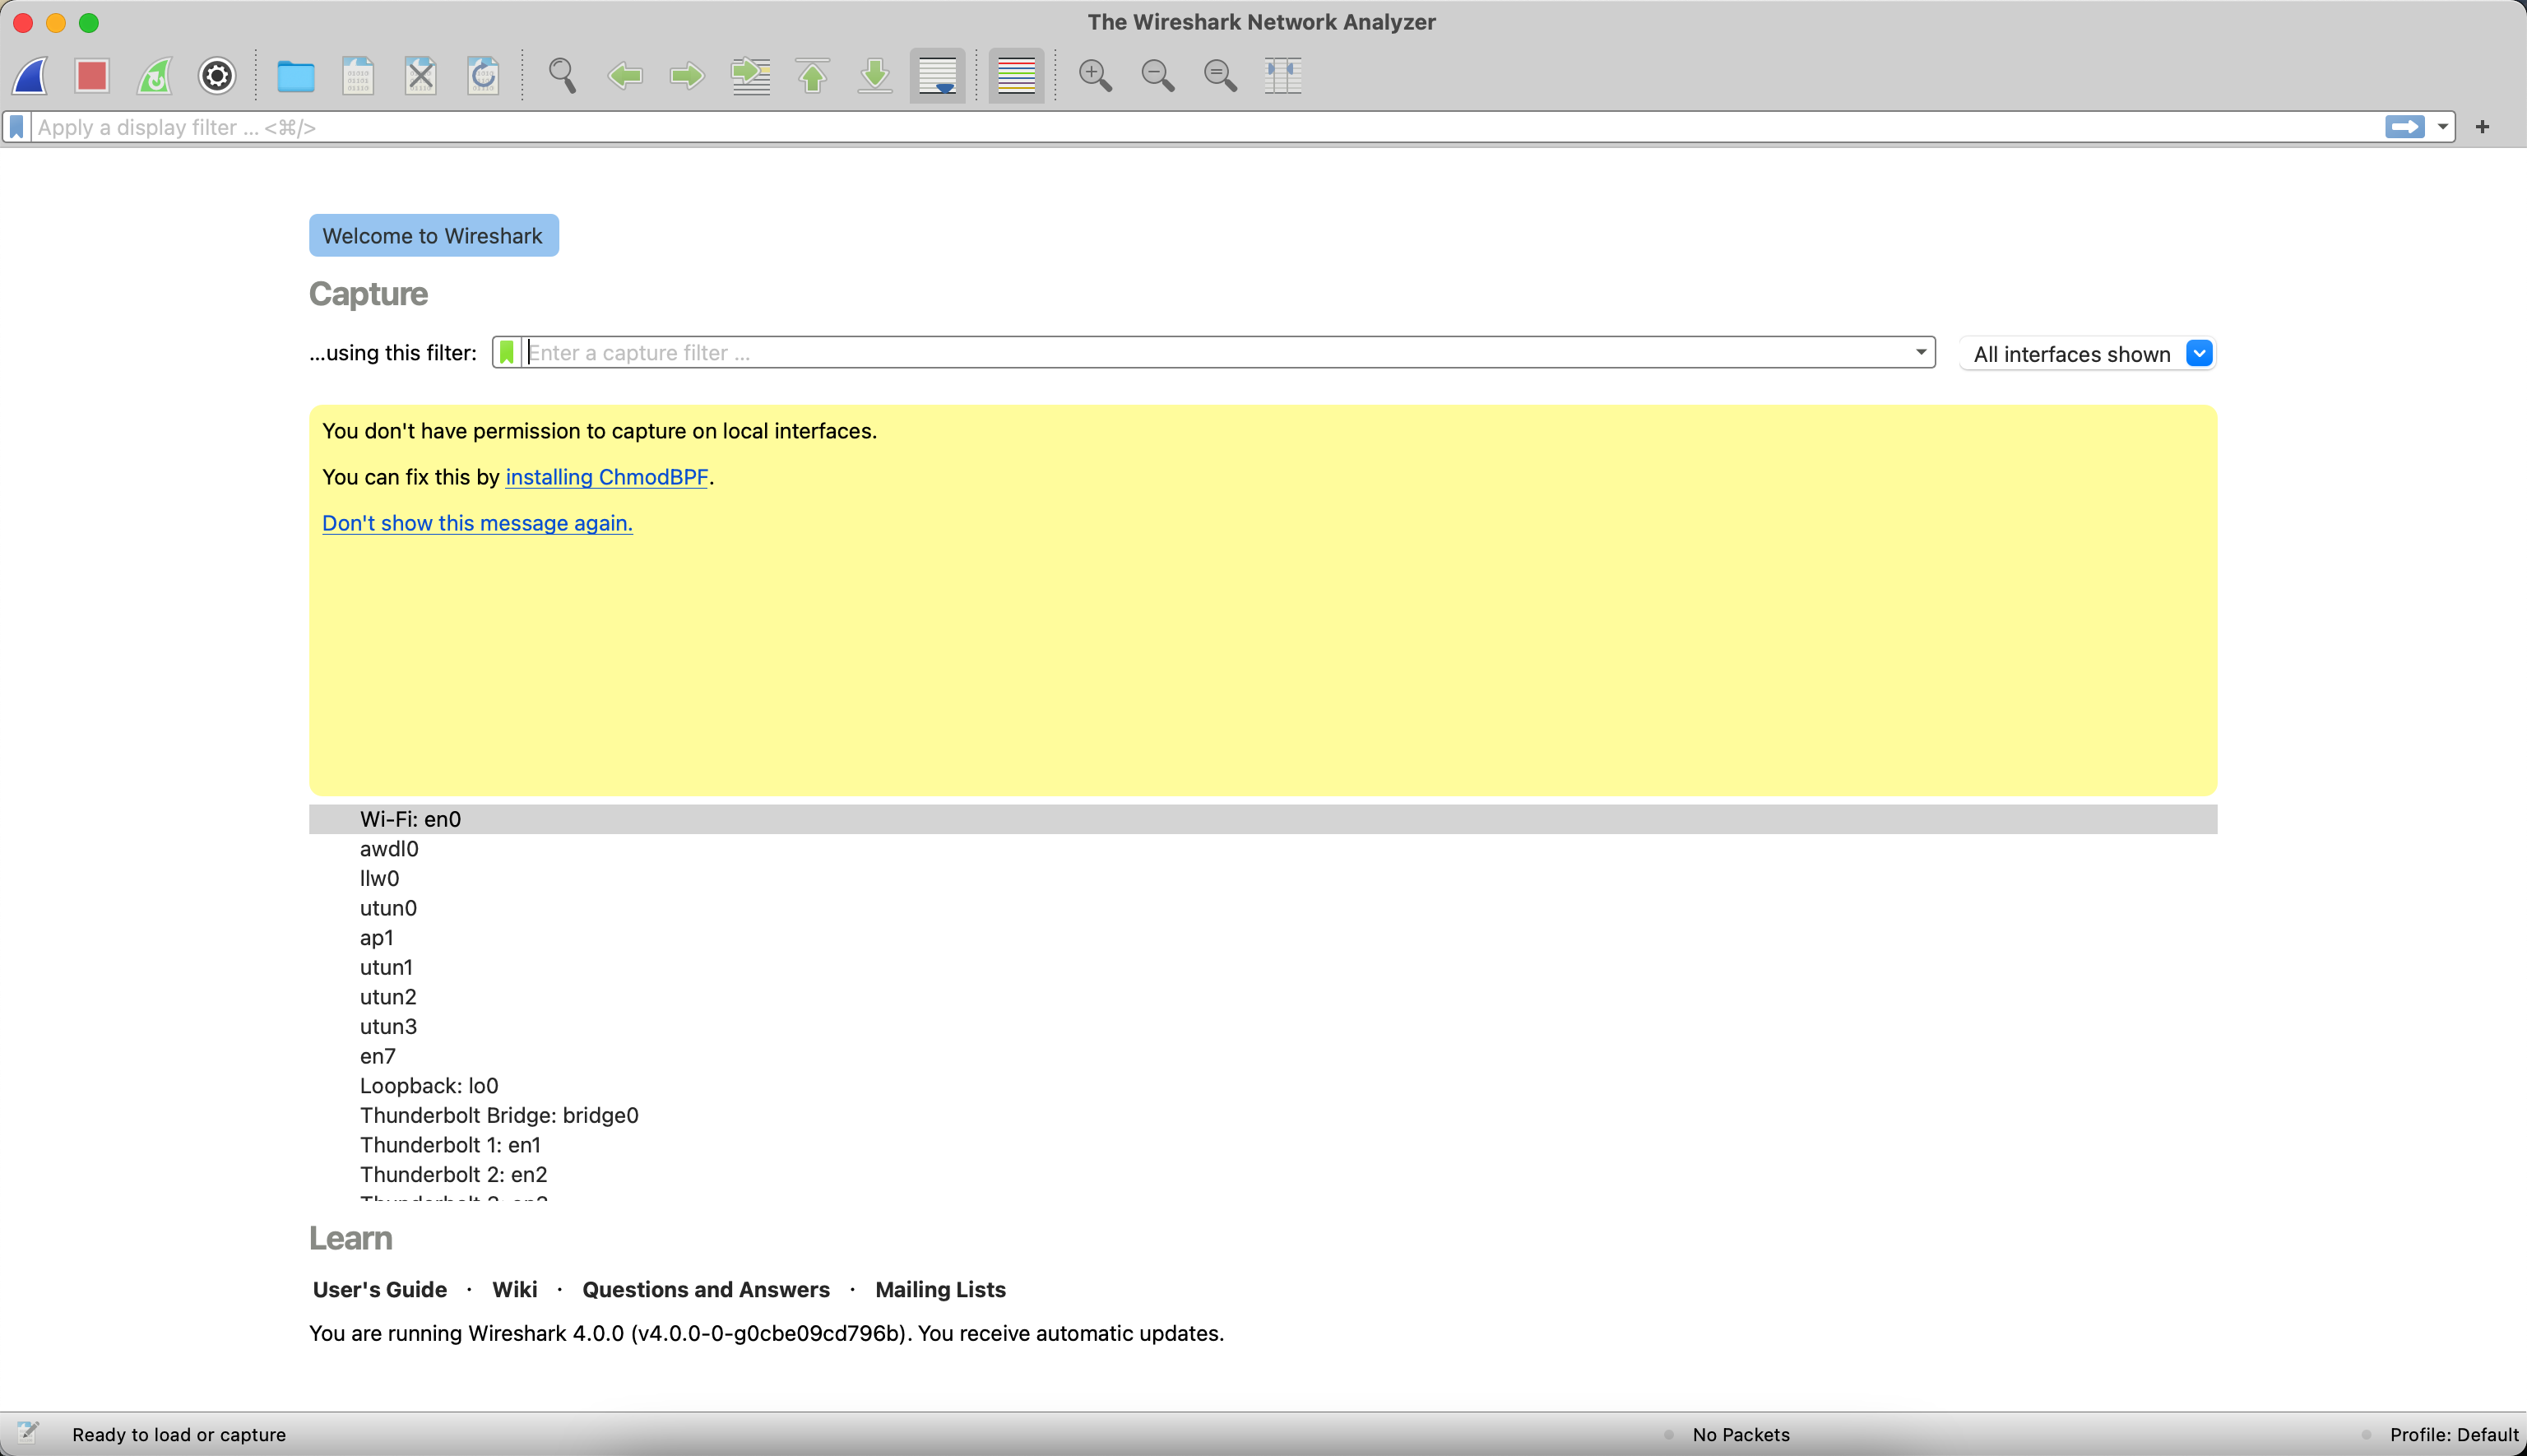 The Wireshark Network Analyzer
Apply a display filter ... <⌘/>
+
Welcome to Wireshark
Capture
...using this filter: Enter a capture filter ... All interfaces shown
You don't have permission to capture on local interfaces.
You can fix this by installing ChmodBPF.
Don't show this message again.
Wi-Fi: en0
awdl0
llw0
utun0
ap1
utun1
utun2
utun3
en7
Loopback: lo0
Thunderbolt Bridge: bridge0
Thunderbolt 1: en1
Thunderbolt 2: en2
Learn
User's Guide · Wiki · Questions and Answers · Mailing Lists
You are running Wireshark 4.0.0 (v4.0.0-0-g0cbe09cd796b). You receive automatic updates.
Ready to load or capture No Packets Profile: Default